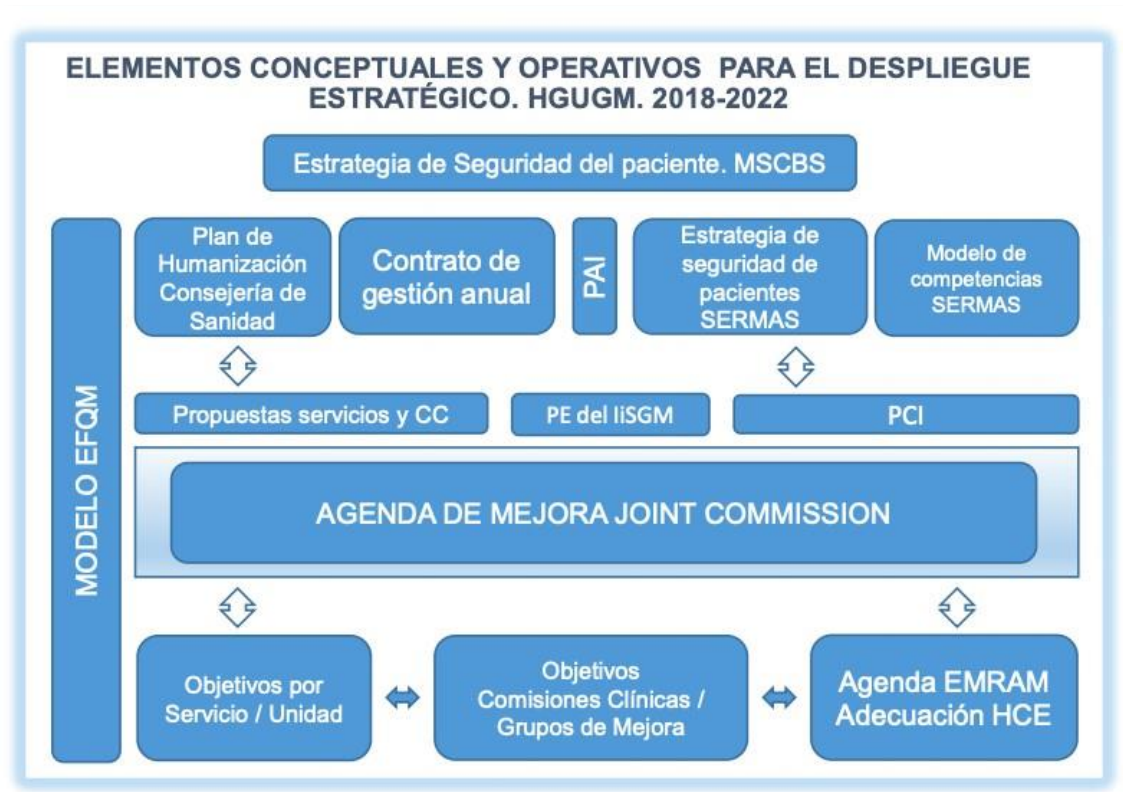 ELEMENTOS CONCEPTUALES Y OPERATIVOS PARA EL DESPLIEGUE
ESTRATÉGICO. HGUGM. 2018-2022
Estrategia de Seguridad del paciente. MSCBS
MODELO EFQM
Plan de
Humanización
Consejería de
Sanidad
Contrato de
gestión anual
PAI
Estrategia de
seguridad de
pacientes
SERMAS
Modelo de
competencias
SERMAS
Propuestas servicios y CC
PE del IiSGM
PCI
AGENDA DE MEJORA JOINT COMMISSION
Objetivos por
Servicio / Unidad
Objetivos
Comisiones Clínicas /
Grupos de Mejora
Agenda EMRAM
Adecuación HCE